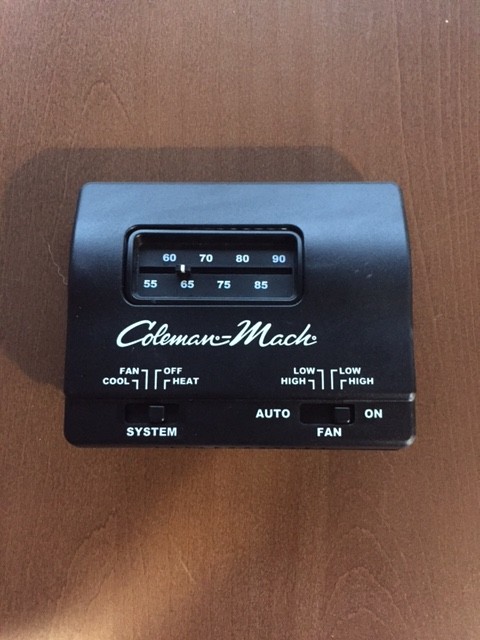 60 70 80 90
55 65 75 85
Coleman-Mach
FAN OFF LOW LOW
COOL HEAT HIGH HIGH
AUTO ON
SYSTEM FAN